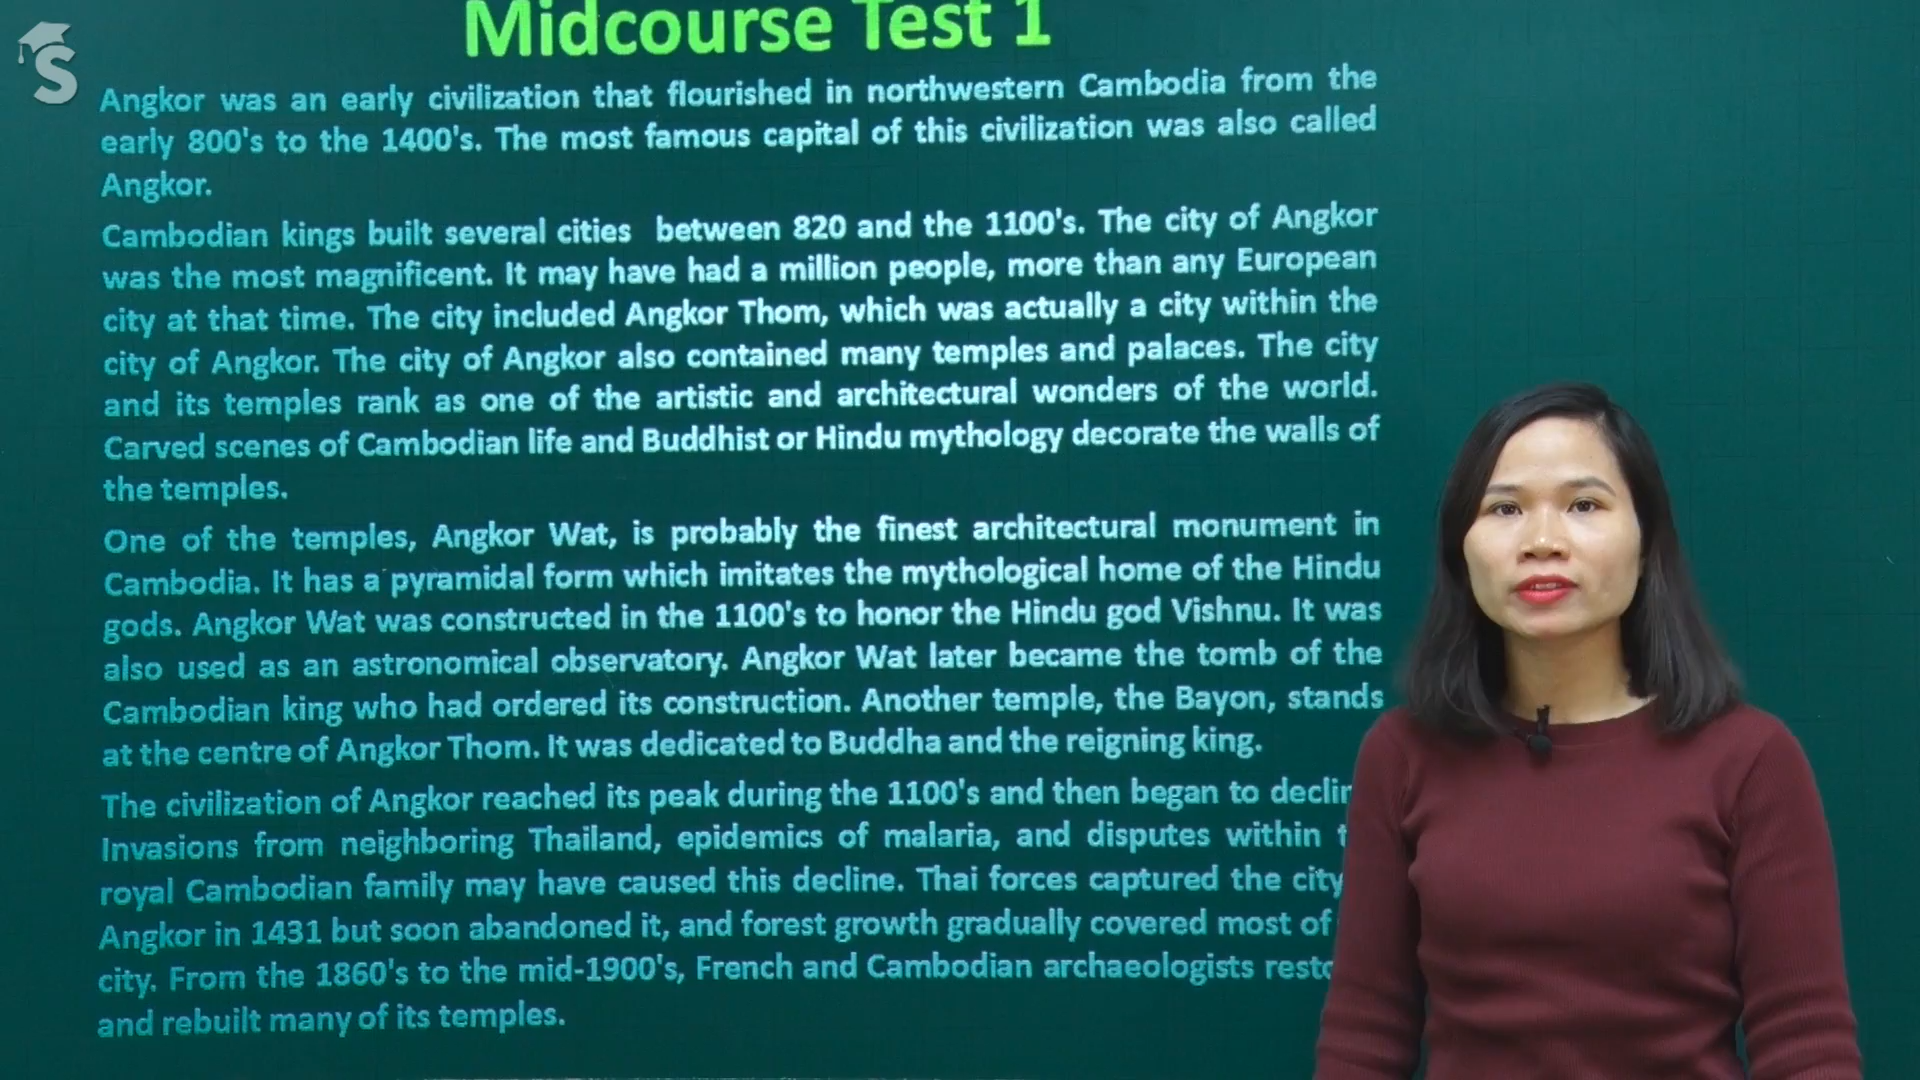 S
Midcourse Test 1
Angkor was an early civilization that flourished in northwestern Cambodia from the
early 800's to the 1400's. The most famous capital of this civilization was also called
Angkor.
Cambodian kings built several cities between 820 and the 1100's. The city of Angkor
was the most magnificent. It may have had a million people, more than any European
city at that time. The city included Angkor Thom, which was actually a city within the
city of Angkor. The city of Angkor also contained many temples and palaces. The city
and its temples rank as one of the artistic and architectural wonders of the world.
Carved scenes of Cambodian life and Buddhist or Hindu mythology decorate the walls of
the temples.
One of the temples, Angkor Wat, is probably the finest architectural monument in
Cambodia. It has a pyramidal form which imitates the mythological home of the Hindu
gods. Angkor Wat was constructed in the 1100's to honor the Hindu god Vishnu. It was
also used as an astronomical observatory. Angkor Wat later became the tomb of the
Cambodian king who had ordered its construction. Another temple, the Bayon, stands
at the centre of Angkor Thom. It was dedicated to Buddha and the reigning king.
The civilization of Angkor reached its peak during the 1100's and then began to
Invasions from neighboring Thailand, epidemics of malaria, and disputes within
royal Cambodian family may have caused this decline. Thai forces captured the city
Angkor in 1431 but soon abandoned it, and forest growth gradually covered most of
city. From the 1860's to the mid-1900's, French and Cambodian archaeologists
and rebuilt many of its temples.